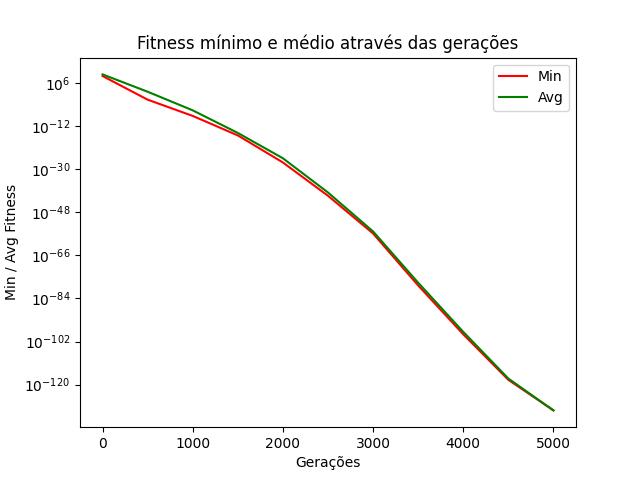 Fitness mínimo e médio através das gerações
Min
Avg
Min / Avg Fitness
10^6
10^-12
10^-30
10^-48
10^-66
10^-84
10^-102
10^-120
0 1000 2000 3000 4000 5000
Gerações